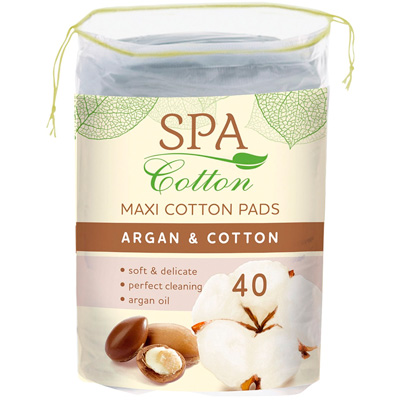 SPA
Cotton
MAXI COTTON PADS
ARGAN & COTTON
• soft & delicate
• perfect cleaning
• argan oil
40